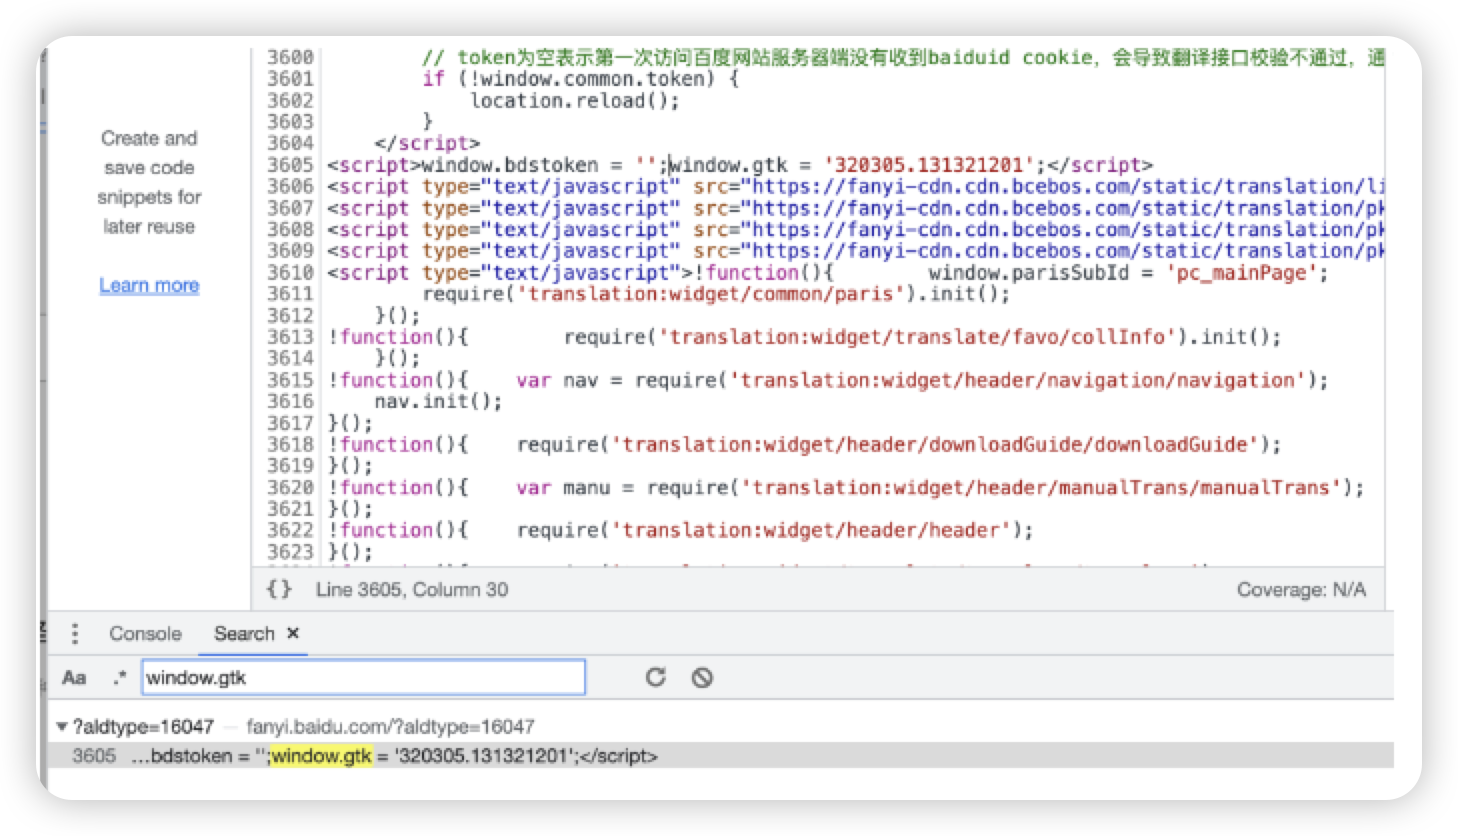 Create and
save code
snippets for
later reuse
Learn more
3600 // token为空表示第一次访问百度网站服务器端没有收到baiduid cookie，会导致翻译接口校验不通过，通
3601 if (!window.common.token) {
3602 location.reload();
3603 }
3604 </script>
3605 <script>window.bdstoken = '';window.gtk = '320305.131321201';</script>
3606 <script type="text/javascript" src="https://fanyi-cdn.cdn.bcebos.com/static/translation/li
3607 <script type="text/javascript" src="https://fanyi-cdn.cdn.bcebos.com/static/translation/pk
3608 <script type="text/javascript" src="https://fanyi-cdn.cdn.bcebos.com/static/translation/pk
3609 <script type="text/javascript" src="https://fanyi-cdn.cdn.bcebos.com/static/translation/pk
3610 <script type="text/javascript">!function(){ window.parisSubId = 'pc_mainPage';
3611 require('translation:widget/common/paris').init();
3612 }();
3613 !function(){ require('translation:widget/translate/favo/collInfo').init();
3614 }();
3615 !function(){ var nav = require('translation:widget/header/navigation/navigation');
3616 nav.init();
3617 }();
3618 !function(){ require('translation:widget/header/downloadGuide/downloadGuide');
3619 }();
3620 !function(){ var manu = require('translation:widget/header/manualTrans/manualTrans');
3621 }();
3622 !function(){ require('translation:widget/header/header');
3623 }();
{} Line 3605, Column 30 Coverage: N/A
Console Search ×
Aa .* window.gtk
?aldtype=16047 — fanyi.baidu.com/?aldtype=16047
3605 …bdstoken = '';window.gtk = '320305.131321201';</script>